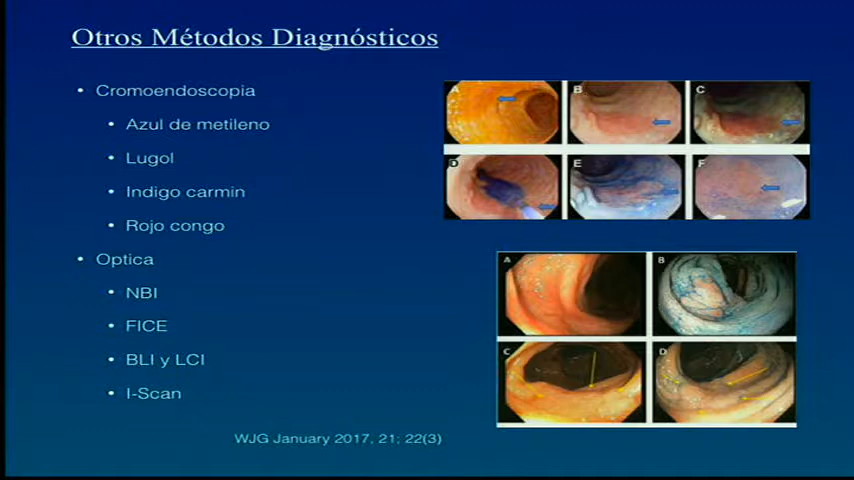 Otros Métodos Diagnósticos
• Cromoendoscopia
• Azul de metileno
• Lugol
• Indigo carmin
• Rojo congo
• Optica
• NBI
• FICE
• BLI y LCI
• I-Scan
A B C
D E F
A B
C D
WJG January 2017, 21; 22(3)